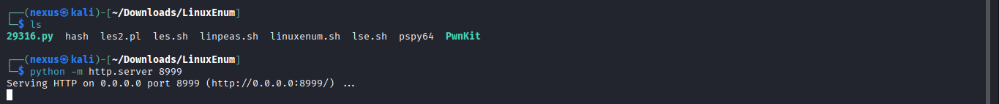 ┌──(nexus㉿kali)-[~/Downloads/LinuxEnum]
└─$ ls
29316.py hash les2.pl les.sh linpeas.sh linuxenum.sh lse.sh pspy64 PwnKit
┌──(nexus㉿kali)-[~/Downloads/LinuxEnum]
└─$ python -m http.server 8999
Serving HTTP on 0.0.0.0 port 8999 (http://0.0.0.0:8999/) ...